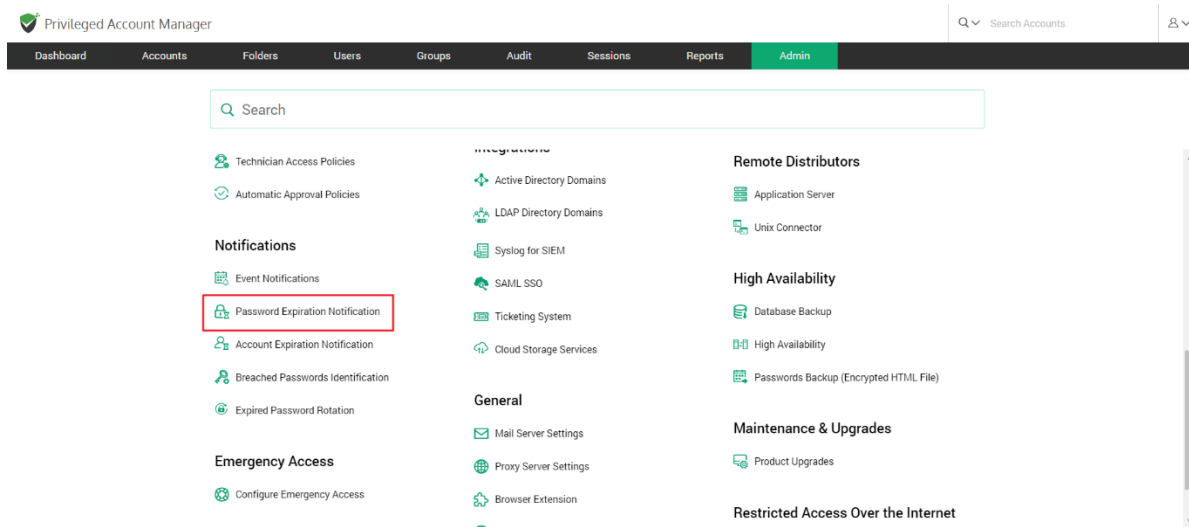 Privileged Account Manager
Search Accounts
Dashboard Accounts Folders Users Groups Audit Sessions Reports Admin
Search
Technician Access Policies
Automatic Approval Policies
Notifications
Event Notifications
Password Expiration Notification
Account Expiration Notification
Breached Passwords Identification
Expired Password Rotation
Emergency Access
Configure Emergency Access
Integrations
Active Directory Domains
LDAP Directory Domains
Syslog for SIEM
SAML SSO
Ticketing System
Cloud Storage Services
General
Mail Server Settings
Proxy Server Settings
Browser Extension
Remote Distributors
Application Server
Unix Connector
High Availability
Database Backup
High Availability
Passwords Backup (Encrypted HTML File)
Maintenance & Upgrades
Product Upgrades
Restricted Access Over the Internet